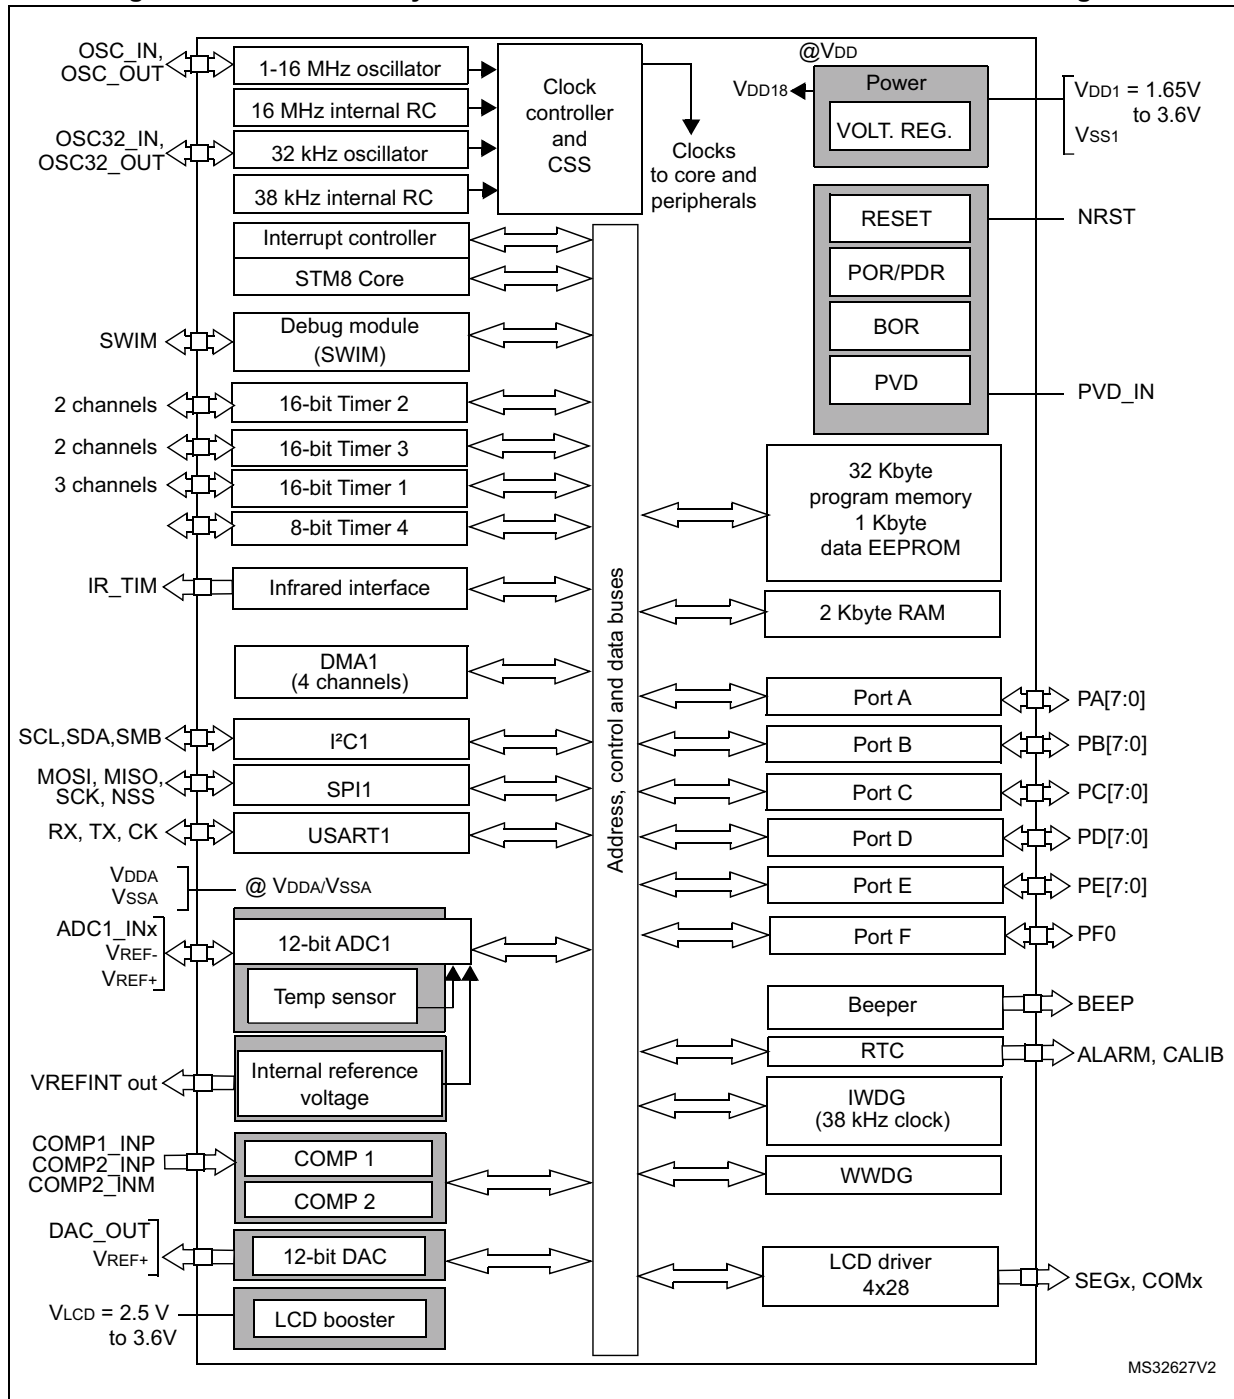 OSC_IN,
OSC_OUT
1-16 MHz oscillator
16 MHz internal RC
OSC32_IN,
OSC32_OUT
32 kHz oscillator
38 kHz internal RC
Clock
controller
and
CSS
Clocks
to core and
peripherals
@VDD
VDD18
Power
VOLT. REG.
VDD1 = 1.65V
to 3.6V
VSS1
RESET
NRST
POR/PDR
BOR
PVD
PVD_IN
Interrupt controller
STM8 Core
SWIM
Debug module
(SWIM)
2 channels
16-bit Timer 2
2 channels
16-bit Timer 3
3 channels
16-bit Timer 1
8-bit Timer 4
IR_TIM
Infrared interface
DMA1
(4 channels)
SCL,SDA,SMB
I²C1
MOSI, MISO,
SCK, NSS
SPI1
RX, TX, CK
USART1
VDDA
VSSA
@ VDDA/VSSA
ADC1_INx
VREF-
VREF+
12-bit ADC1
Temp sensor
VREFINT out
Internal reference
voltage
COMP1_INP
COMP2_INP
COMP2_INM
COMP 1
COMP 2
DAC_OUT
VREF+
12-bit DAC
VLCD = 2.5 V
to 3.6V
LCD booster
Address, control and data buses
32 Kbyte
program memory
1 Kbyte
data EEPROM
2 Kbyte RAM
Port A
PA[7:0]
Port B
PB[7:0]
Port C
PC[7:0]
Port D
PD[7:0]
Port E
PE[7:0]
Port F
PF0
Beeper
BEEP
RTC
ALARM, CALIB
IWDG
(38 kHz clock)
WWDG
LCD driver
4x28
SEGx, COMx
MS32627V2